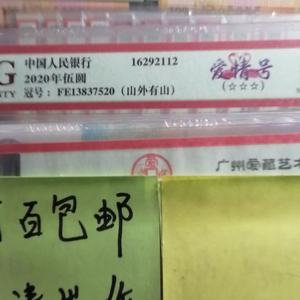 中国人民银行 16292112
2020年伍圆
冠号：FE13837520（山外有山）
爱情号
(☆☆☆)
广州爱藏艺术
百包邮